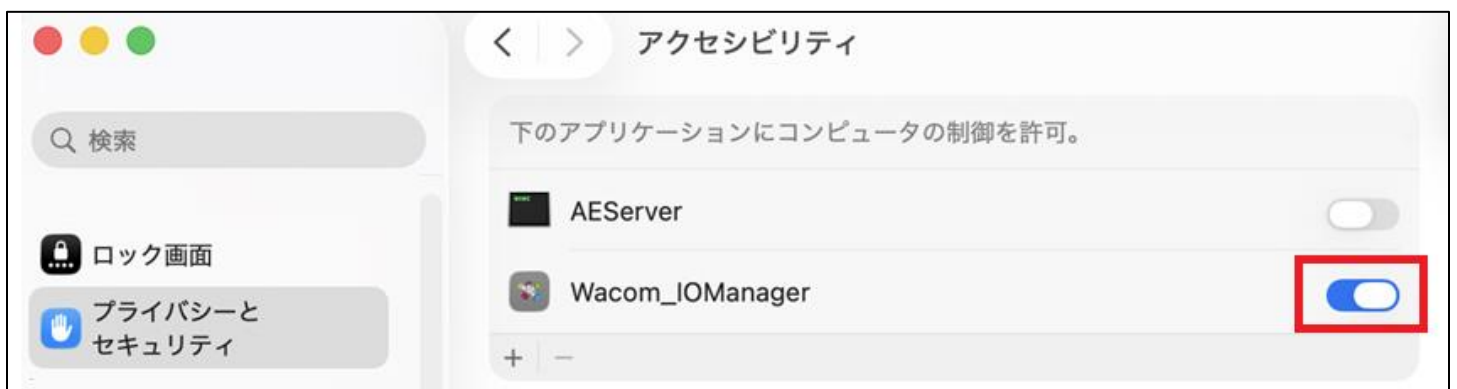 アクセシビリティ
検索
ロック画面
プライバシーと
セキュリティ
下のアプリケーションにコンピュータの制御を許可。
AEServer
Wacom_IOManager